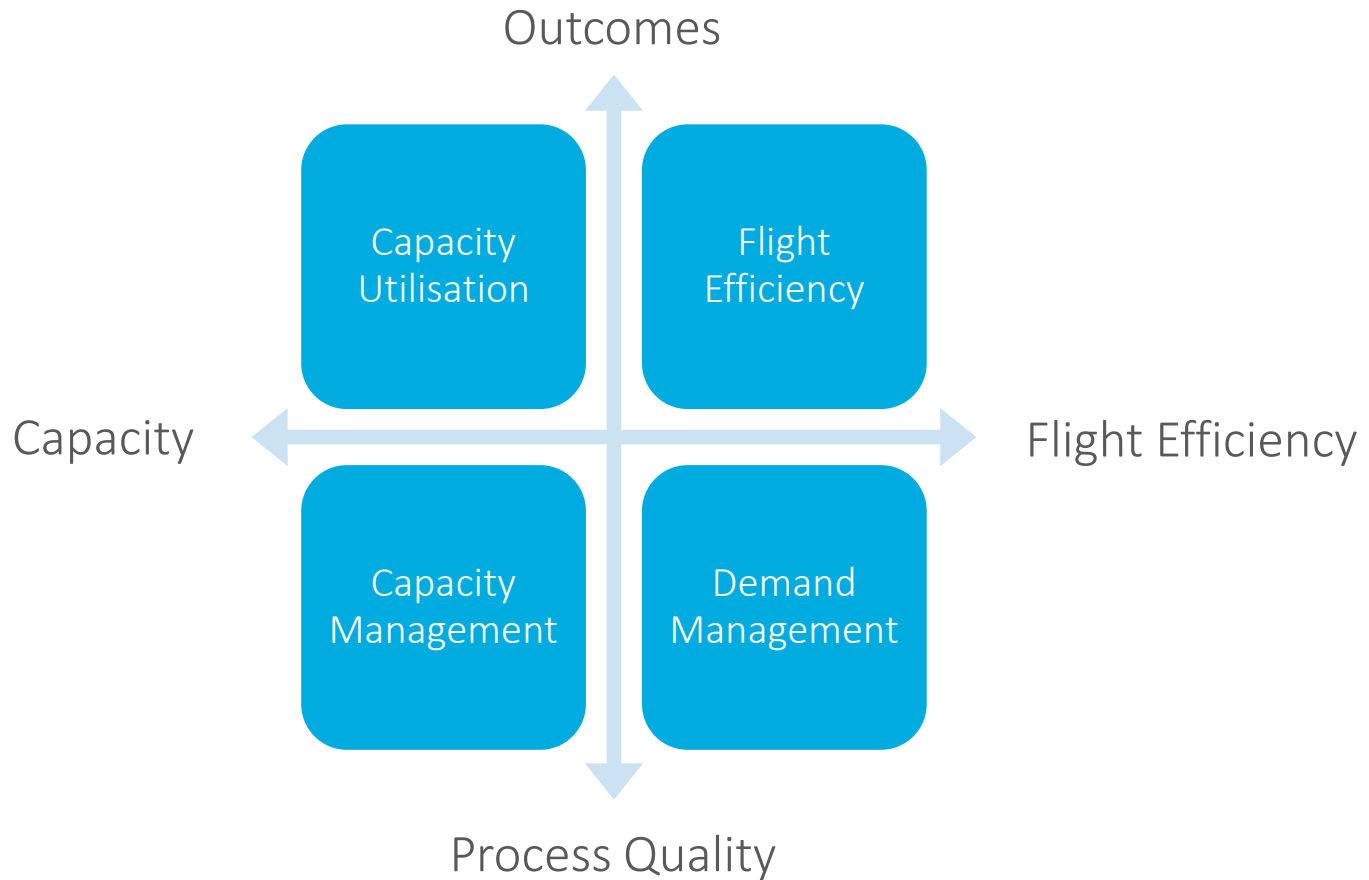 Outcomes
Capacity
Utilisation
Flight
Efficiency
Capacity
Flight Efficiency
Capacity
Management
Demand
Management
Process Quality